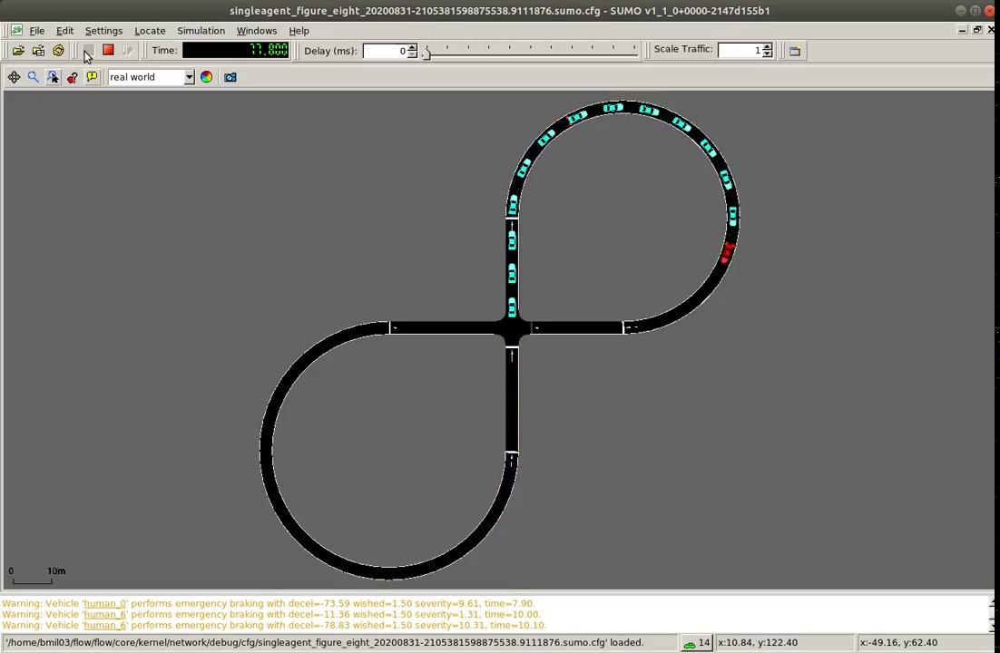 singleagent_figure_eight_20200831-2105381598875538.9111876.sumo.cfg - SUMO v1_1_0+0000-2147d155b1
File Edit Settings Locate Simulation Windows Help
Time: 77.800 Delay (ms): 0 Scale Traffic: 1
real world
0 10m
Warning: Vehicle 'human_0' performs emergency braking with decel=-73.59 wished=1.50 severity=9.61, time=7.90.
Warning: Vehicle 'human_6' performs emergency braking with decel=-11.36 wished=1.50 severity=1.31, time=10.00.
Warning: Vehicle 'human_6' performs emergency braking with decel=-78.83 wished=1.50 severity=10.31, time=10.10.
'/home/bmil03/flow/flow/core/kernel/network/debug/cfg/singleagent_figure_eight_20200831-2105381598875538.9111876.sumo.cfg' loaded. 14 x:10.84, y:122.40 x:-49.16, y:62.40